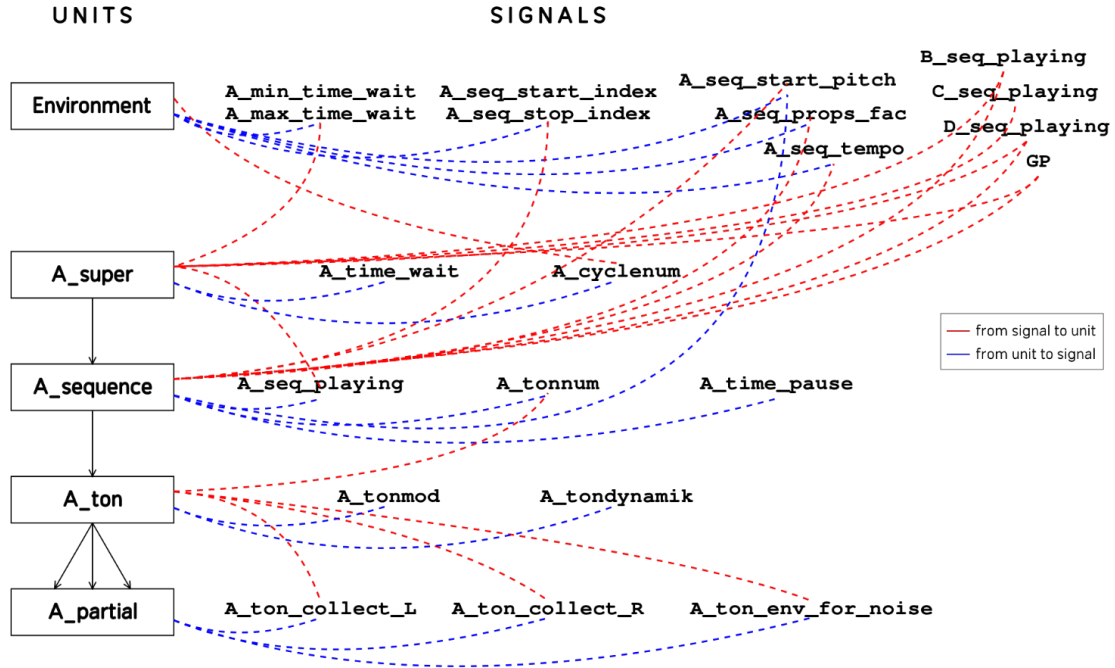 UNITS
SIGNALS
Environment
A_min_time_wait
A_max_time_wait
A_seq_start_index
A_seq_stop_index
A_seq_start_pitch
A_seq_props_fac
A_seq_tempo
B_seq_playing
C_seq_playing
D_seq_playing
GP
A_super
A_time_wait
A_cyclenum
from signal to unit
from unit to signal
A_sequence
A_seq_playing
A_tonnum
A_time_pause
A_ton
A_tonmod
A_tondynamik
A_partial
A_ton_collect_L
A_ton_collect_R
A_ton_env_for_noise